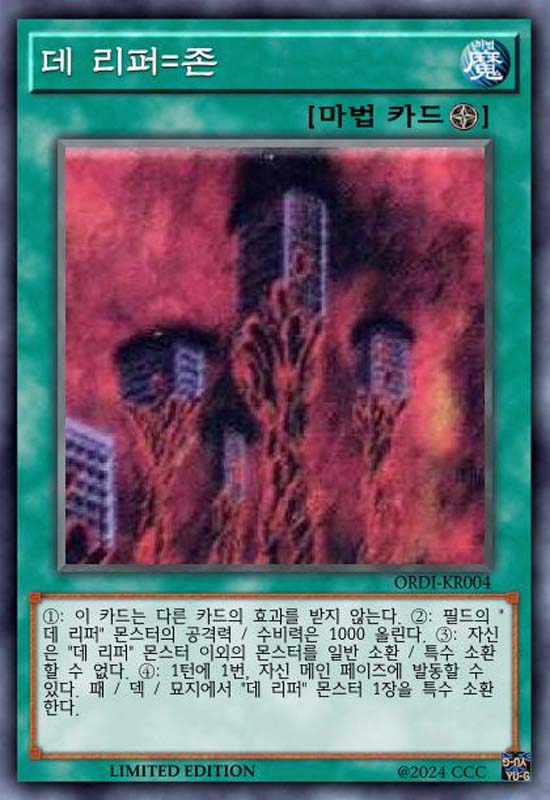 데 리퍼=존
마법
魔
[마법 카드]
ORDI-KR004
①: 이 카드는 다른 카드의 효과를 받지 않는다. ②: 필드의 "
데 리퍼" 몬스터의 공격력 / 수비력은 1000 올린다. ③: 자신
은 "데 리퍼" 몬스터 이외의 몬스터를 일반 소환 / 특수 소환
할 수 없다. ④: 1턴에 1번, 자신 메인 페이즈에 발동할 수
있다. 패 / 덱 / 묘지에서 "데 리퍼" 몬스터 1장을 특수 소환
한다.
LIMITED EDITION
@2024 CCC
YU-G